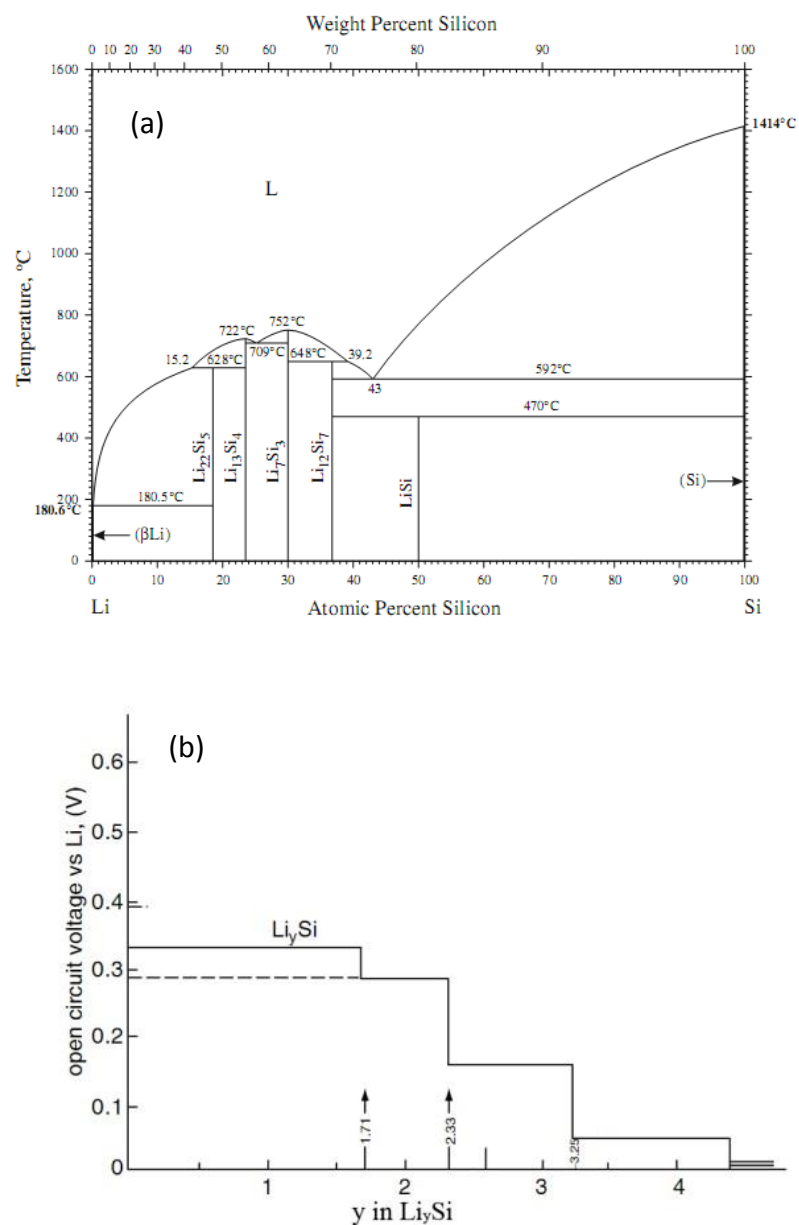 Weight Percent Silicon
0 10 20 30 40 50 60 70 80 90 100
1600
(a)
1414°C
1400
1200
L
1000
Temperature, °C
800
722°C
752°C
709°C
648°C
39.2
15.2
628°C
600
592°C
43
470°C
400
Li22Si5
Li13Si4
Li7Si3
Li12Si7
LiSi
(Si)
200
180.5°C
180.6°C
(βLi)
0
0 10 20 30 40 50 60 70 80 90 100
Li
Atomic Percent Silicon
Si
(b)
0.6
open circuit voltage vs Li, (V)
0.5
0.4
LiySi
0.3
0.2
0.1
1.71
2.33
3.25
0
1 2 3 4
y in LiySi